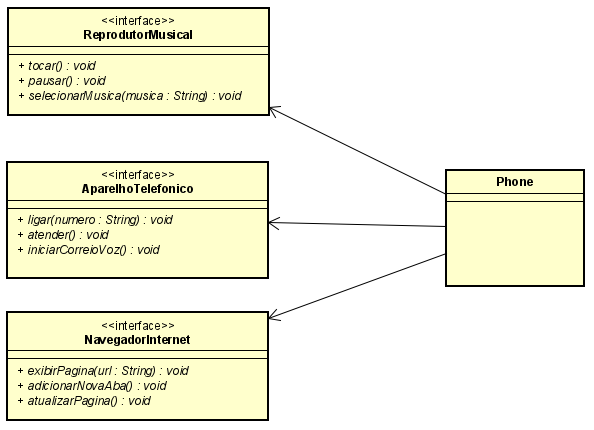 <<interface>>
ReprodutorMusical
+ tocar() : void
+ pausar() : void
+ selecionarMusica(musica : String) : void
<<interface>>
AparelhoTelefonico
+ ligar(numero : String) : void
+ atender() : void
+ iniciarCorreioVoz() : void
Phone
<<interface>>
NavegadorInternet
+ exibirPagina(url : String) : void
+ adicionarNovaAba() : void
+ atualizarPagina() : void